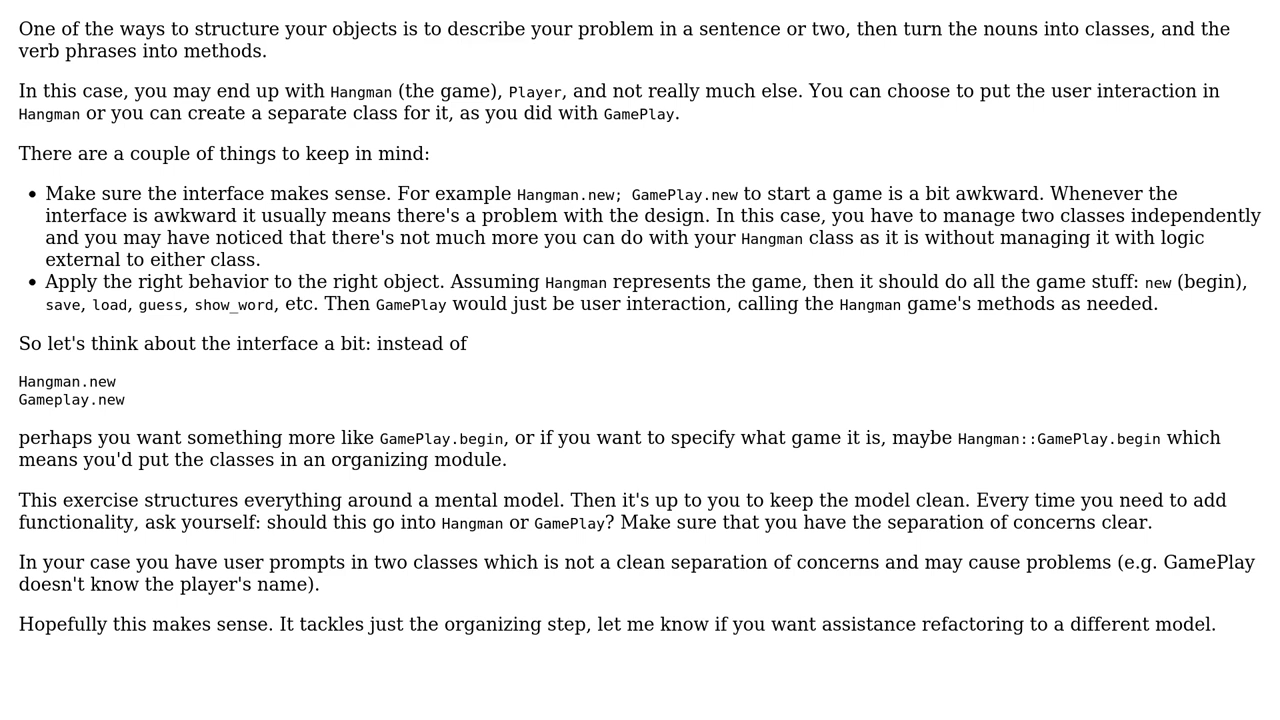 One of the ways to structure your objects is to describe your problem in a sentence or two, then turn the nouns into classes, and the
verb phrases into methods.
In this case, you may end up with Hangman (the game), Player, and not really much else. You can choose to put the user interaction in
Hangman or you can create a separate class for it, as you did with GamePlay.
There are a couple of things to keep in mind:
• Make sure the interface makes sense. For example Hangman.new; GamePlay.new to start a game is a bit awkward. Whenever the
interface is awkward it usually means there's a problem with the design. In this case, you have to manage two classes independently
and you may have noticed that there's not much more you can do with your Hangman class as it is without managing it with logic
external to either class.
• Apply the right behavior to the right object. Assuming Hangman represents the game, then it should do all the game stuff: new (begin),
save, load, guess, show_word, etc. Then GamePlay would just be user interaction, calling the Hangman game's methods as needed.
So let's think about the interface a bit: instead of
Hangman.new
Gameplay.new
perhaps you want something more like GamePlay.begin, or if you want to specify what game it is, maybe Hangman::GamePlay.begin which
means you'd put the classes in an organizing module.
This exercise structures everything around a mental model. Then it's up to you to keep the model clean. Every time you need to add
functionality, ask yourself: should this go into Hangman or GamePlay? Make sure that you have the separation of concerns clear.
In your case you have user prompts in two classes which is not a clean separation of concerns and may cause problems (e.g. GamePlay
doesn't know the player's name).
Hopefully this makes sense. It tackles just the organizing step, let me know if you want assistance refactoring to a different model.